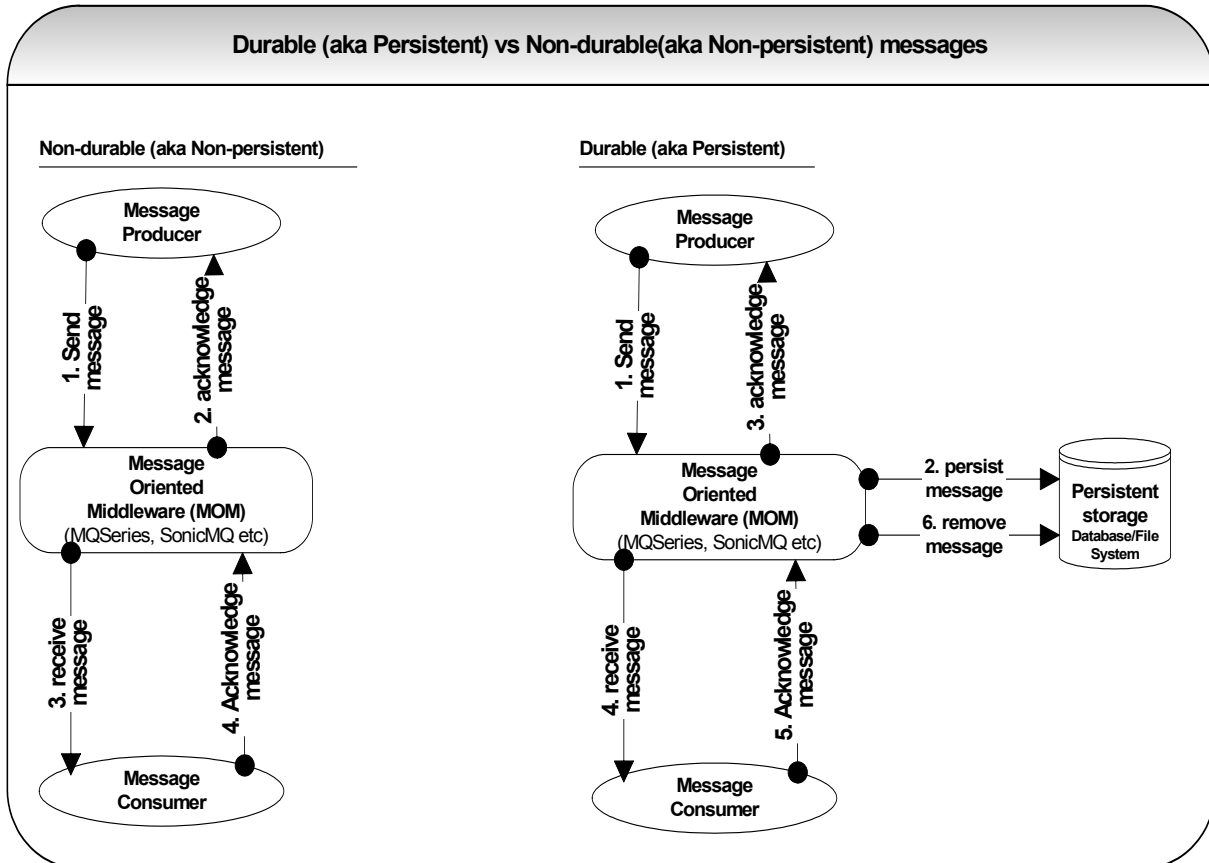 Durable (aka Persistent) vs Non-durable(aka Non-persistent) messages
Non-durable (aka Non-persistent)
Message
Producer
1. Send
message
2. acknowledge
message
Message
Oriented
Middleware (MOM)
(MQSeries, SonicMQ etc)
3. receive
message
4. Acknowledge
message
Message
Consumer
Durable (aka Persistent)
Message
Producer
1. Send
message
3. acknowledge
message
Message
Oriented
Middleware (MOM)
(MQSeries, SonicMQ etc)
2. persist
message
6. remove
message
Persistent
storage
Database/File
System
4. receive
message
5. Acknowledge
message
Message
Consumer